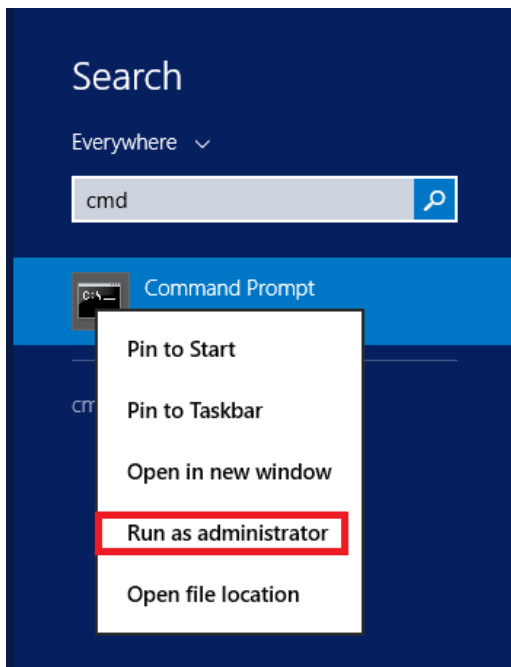 Search
Everywhere
cmd
Command Prompt
Pin to Start
cm
Pin to Taskbar
Open in new window
Run as administrator
Open file location